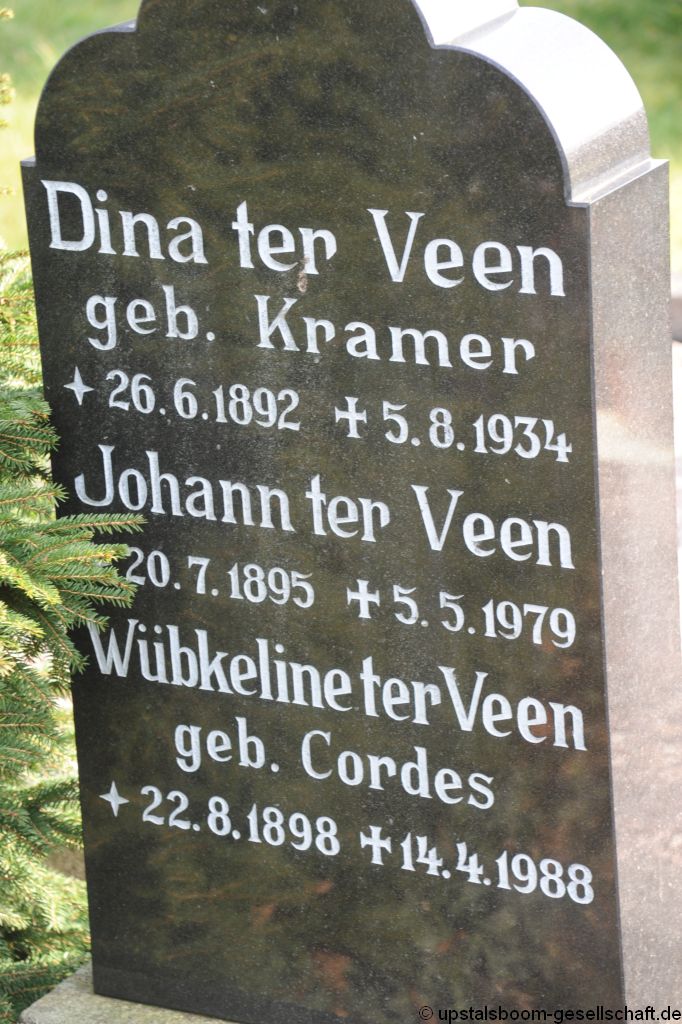 Dina ter Veen
geb. Kramer
✦ 26.6.1892 ✝ 5.8.1934
Johann ter Veen
20.7.1895 ✝ 5.5.1979
Wübkeline ter Veen
geb. Cordes
✦ 22.8.1898 ✝ 14.4.1988
© upstalsboom-gesellschaft.de